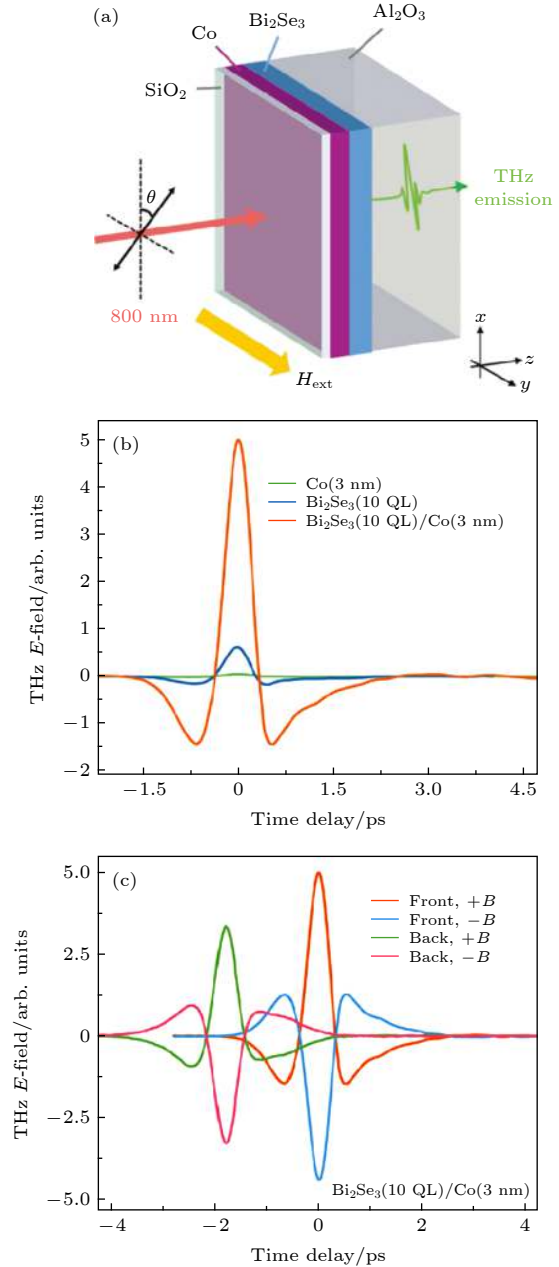 (a)
Bi₂Se₃
Al₂O₃
Co
SiO₂
θ
THz
emission
800 nm
H_ext
x
z
y
(b)
5
4
3
2
1
0
−1
−2
THz E-field/arb. units
Co(3 nm)
Bi₂Se₃(10 QL)
Bi₂Se₃(10 QL)/Co(3 nm)
−1.5 0 1.5 3.0 4.5
Time delay/ps
(c)
5.0
2.5
0
−2.5
−5.0
THz E-field/arb. units
Front, +B
Front, −B
Back, +B
Back, −B
Bi₂Se₃(10 QL)/Co(3 nm)
−4 −2 0 2 4
Time delay/ps